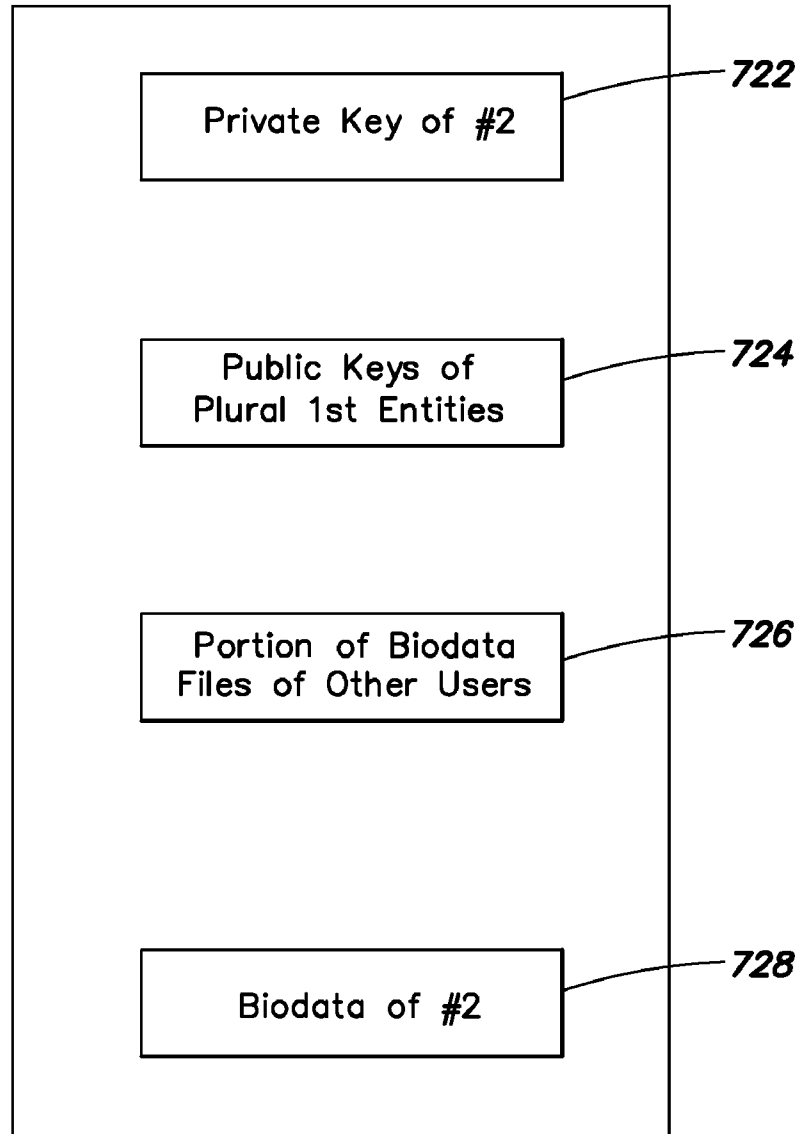 722
Private Key of #2
724
Public Keys of
Plural 1st Entities
726
Portion of Biodata
Files of Other Users
728
Biodata of #2